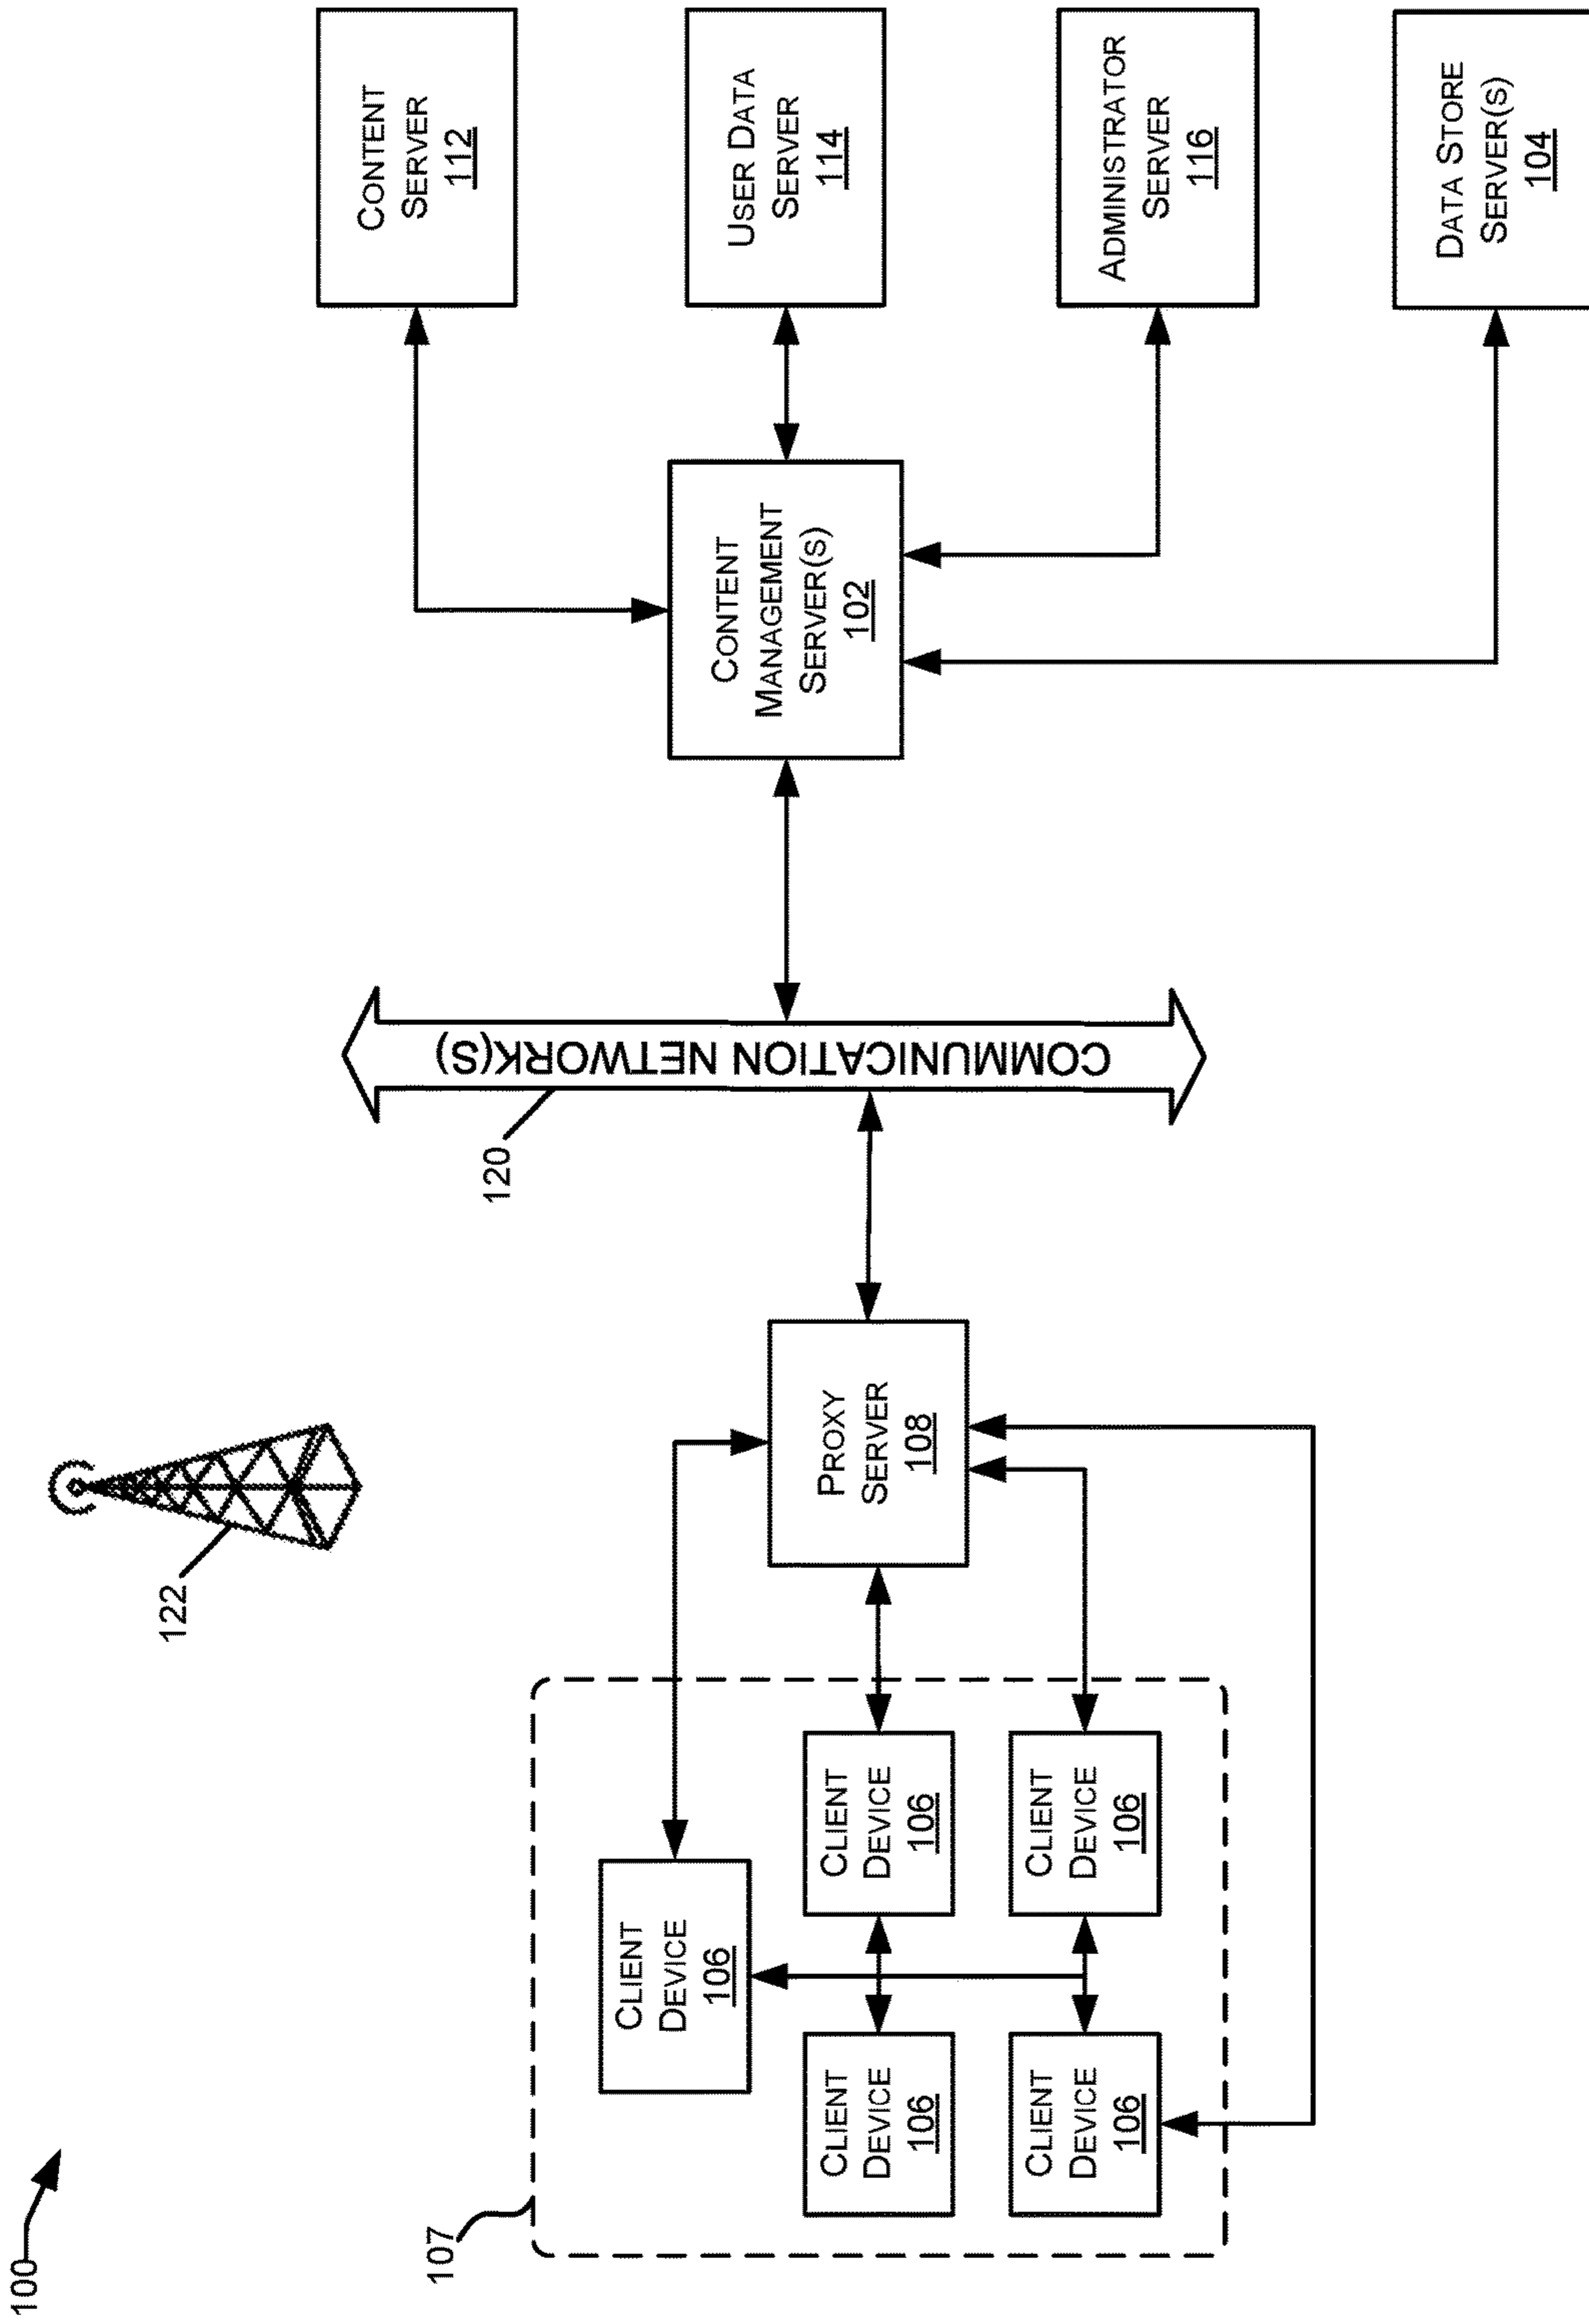 100
122
107
CLIENT
DEVICE
106
CLIENT
DEVICE
106
CLIENT
DEVICE
106
CLIENT
DEVICE
106
CLIENT
DEVICE
106
PROXY
SERVER
108
120
COMMUNICATION NETWORK(S)
CONTENT
MANAGEMENT
SERVER(S)
102
CONTENT
SERVER
112
USER DATA
SERVER
114
ADMINISTRATOR
SERVER
116
DATA STORE
SERVER(S)
104